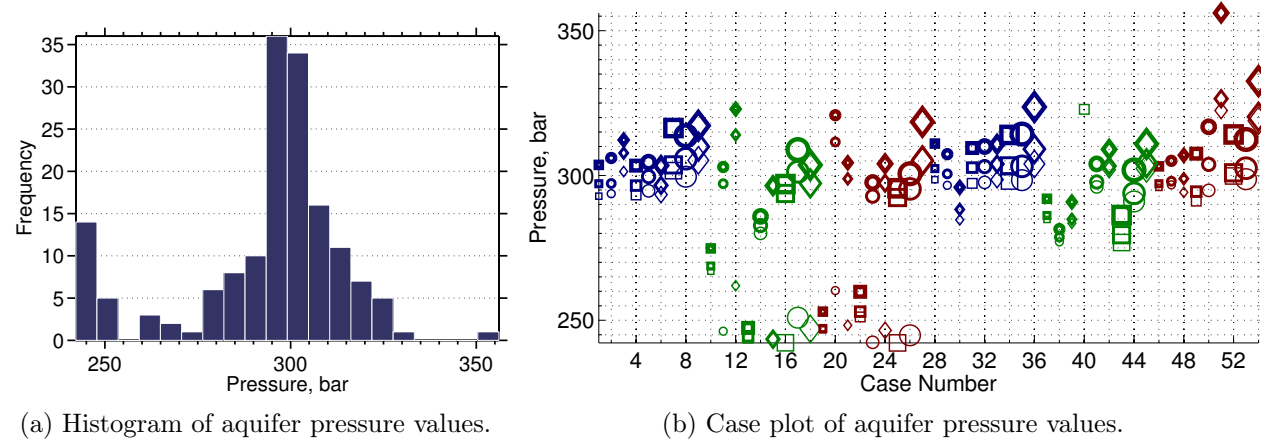 35
30
25
20
15
10
5
0
Frequency
250
300
350
Pressure, bar
(a) Histogram of aquifer pressure values.
350
300
250
Pressure, bar
4 8 12 16 20 24 28 32 36 40 44 48 52
Case Number
(b) Case plot of aquifer pressure values.